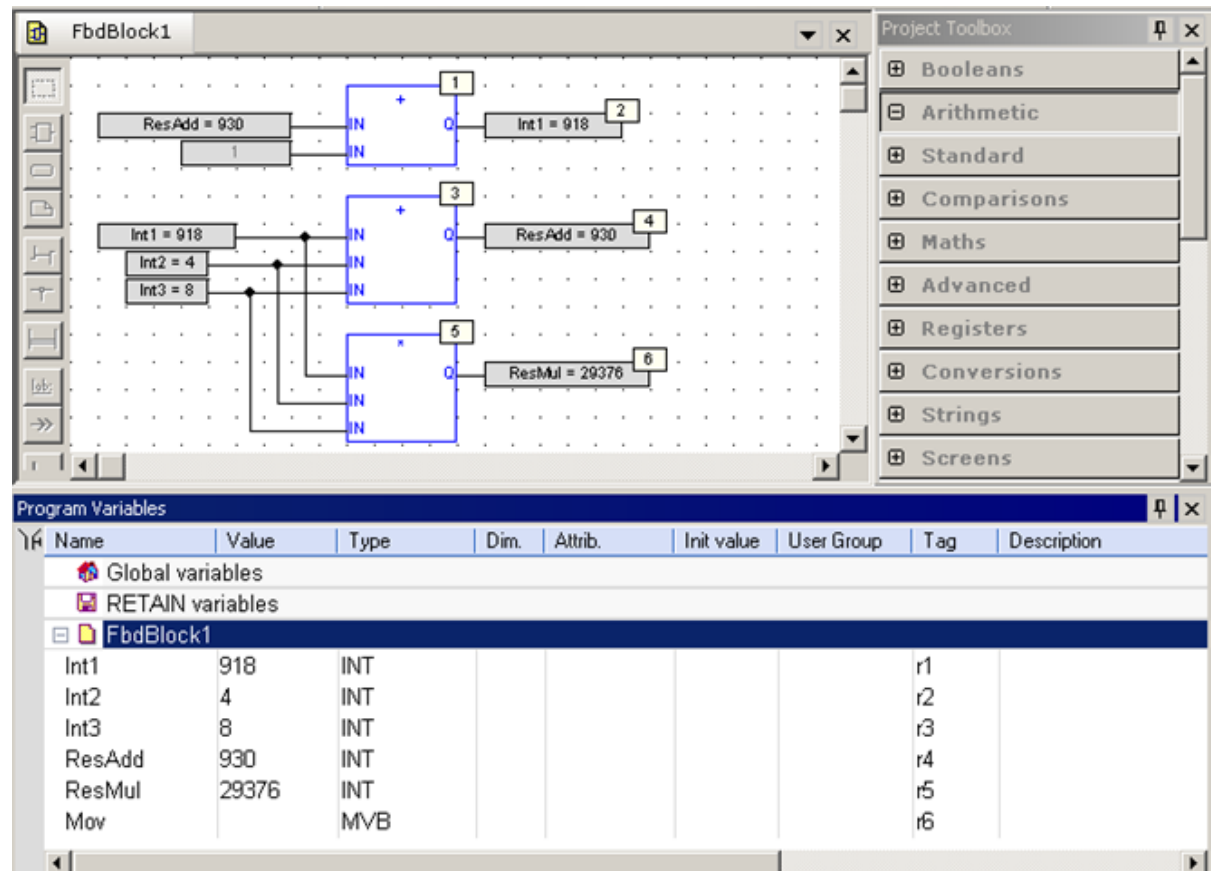 FbdBlock1
Project Toolbox
1
+
ResAdd = 930
IN
Q
2
Int1 = 918
1
IN
3
+
Int1 = 918
IN
Q
4
ResAdd = 930
Int2 = 4
IN
Int3 = 8
IN
5
*
IN
Q
6
ResMul = 29376
IN
IN
Booleans
Arithmetic
Standard
Comparisons
Maths
Advanced
Registers
Conversions
Strings
Screens
Program Variables
Name Value Type Dim. Attrib. Init value User Group Tag Description
Global variables
RETAIN variables
FbdBlock1
Int1 918 INT r1
Int2 4 INT r2
Int3 8 INT r3
ResAdd 930 INT r4
ResMul 29376 INT r5
Mov MVB r6